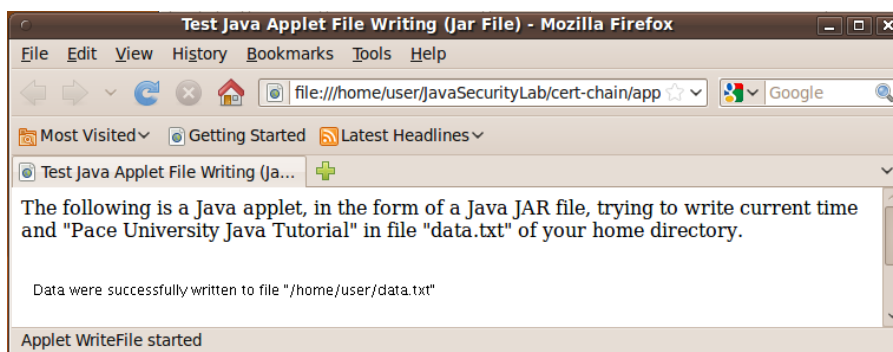 Test Java Applet File Writing (Jar File) - Mozilla Firefox
File Edit View History Bookmarks Tools Help
file:///home/user/JavaSecurityLab/cert-chain/app Google
Most Visited Getting Started Latest Headlines
Test Java Applet File Writing (Ja...
The following is a Java applet, in the form of a Java JAR file, trying to write current time
and "Pace University Java Tutorial" in file "data.txt" of your home directory.
Data were successfully written to file "/home/user/data.txt"
Applet WriteFile started